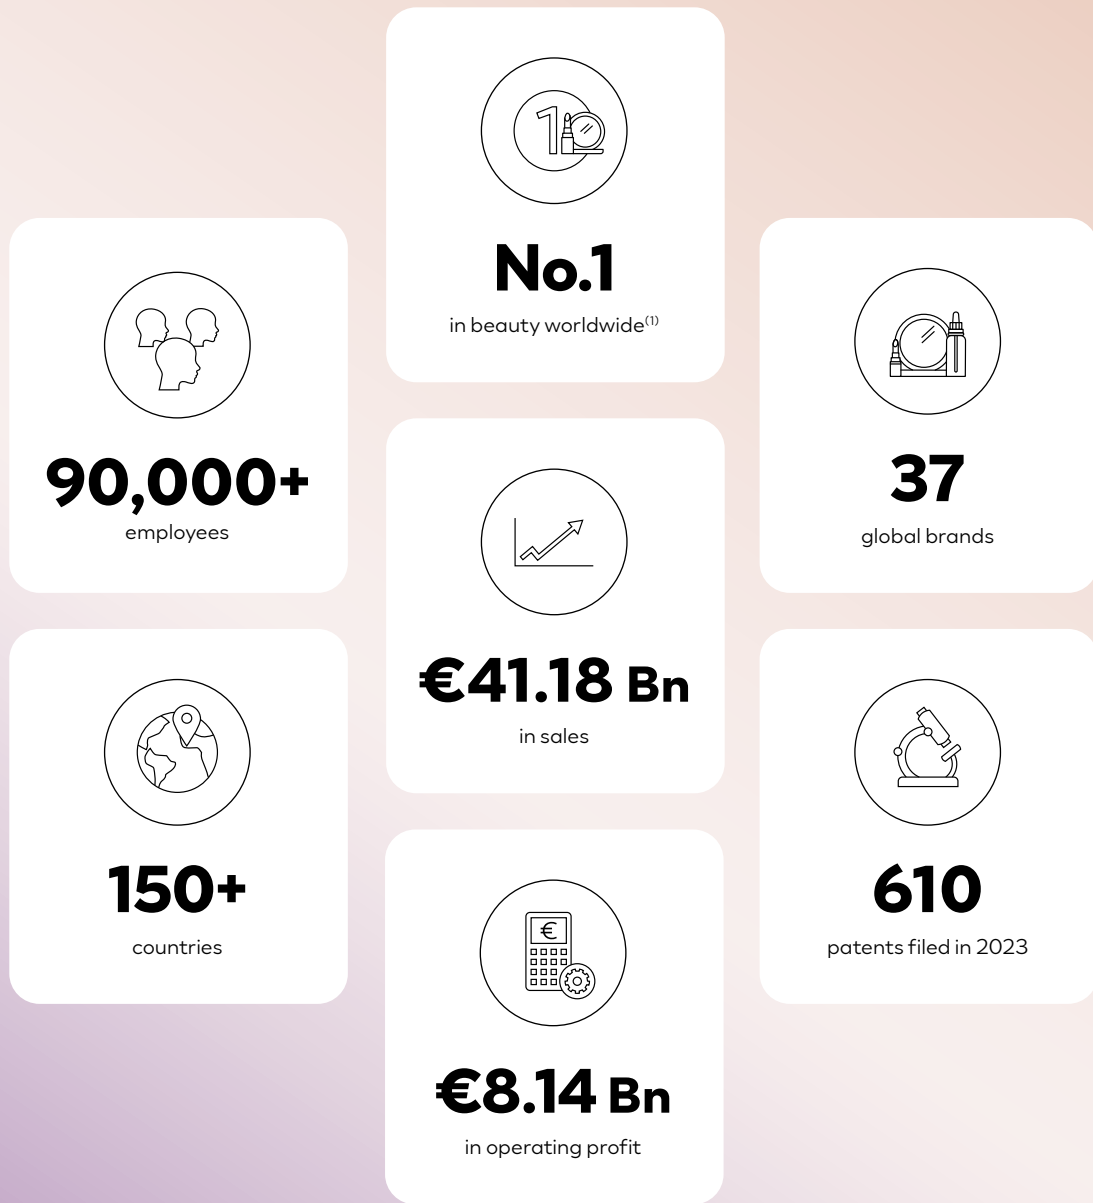 1
No.1
in beauty worldwide(1)
90,000+
employees
37
global brands
€41.18 Bn
in sales
150+
countries
610
patents filed in 2023
€
€8.14 Bn
in operating profit